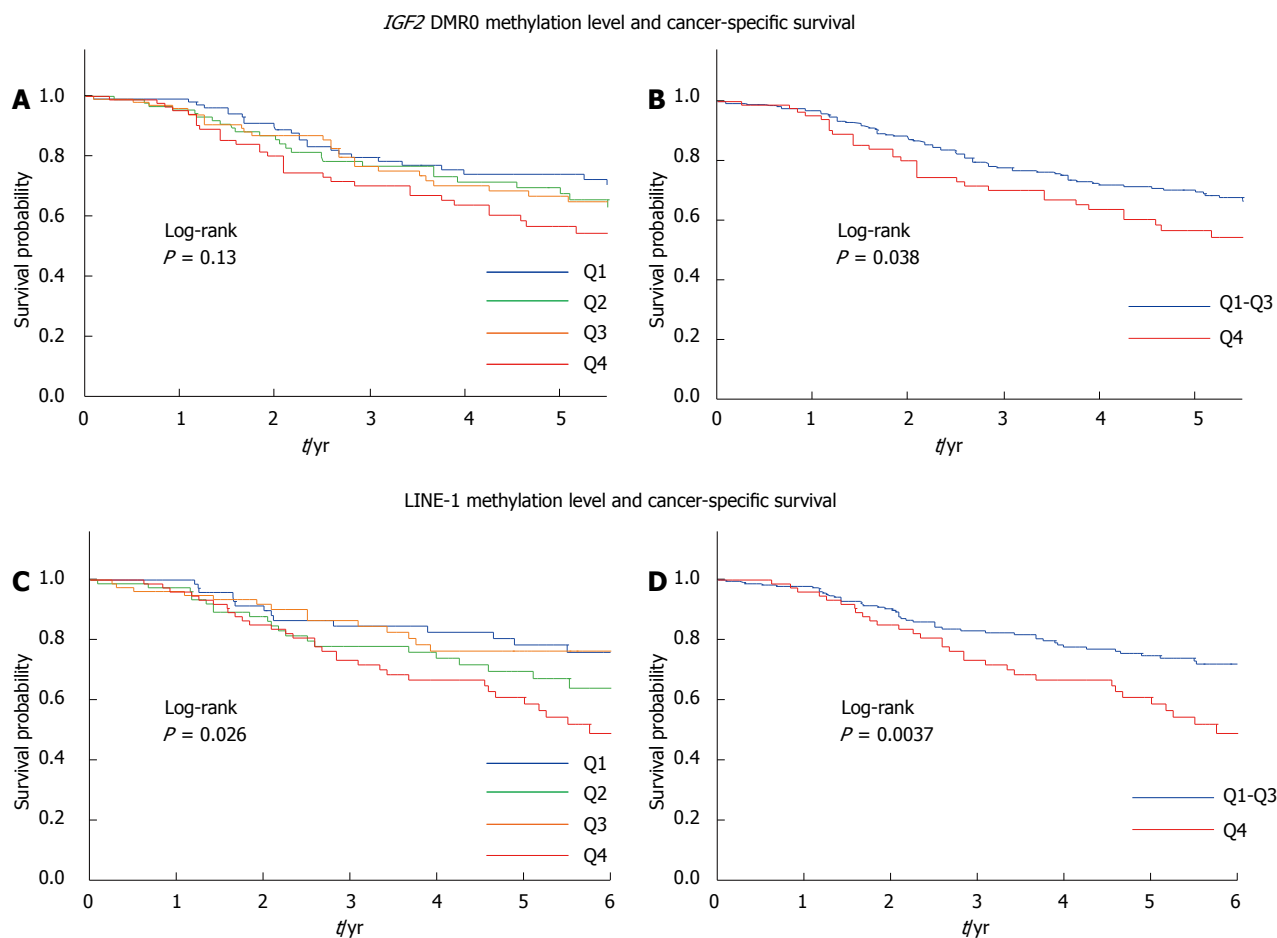 IGF2 DMR0 methylation level and cancer-specific survival
A
Survival probability
1.0
0.8
0.6
0.4
0.2
0.0
Log-rank
P = 0.13
Q1
Q2
Q3
Q4
0 1 2 3 4 5
t/yr
B
Survival probability
1.0
0.8
0.6
0.4
0.2
0.0
Log-rank
P = 0.038
Q1-Q3
Q4
0 1 2 3 4 5
t/yr
LINE-1 methylation level and cancer-specific survival
C
Survival probability
1.0
0.8
0.6
0.4
0.2
0.0
Log-rank
P = 0.026
Q1
Q2
Q3
Q4
0 1 2 3 4 5 6
t/yr
D
Survival probability
1.0
0.8
0.6
0.4
0.2
0.0
Log-rank
P = 0.0037
Q1-Q3
Q4
0 1 2 3 4 5 6
t/yr